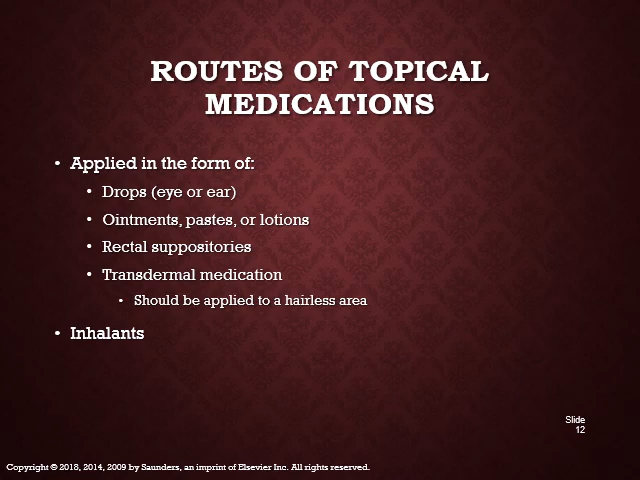 ROUTES OF TOPICAL
MEDICATIONS
• Applied in the form of:
• Drops (eye or ear)
• Ointments, pastes, or lotions
• Rectal suppositories
• Transdermal medication
• Should be applied to a hairless area
• Inhalants
Slide
12
Copyright © 2018, 2014, 2009 by Saunders, an imprint of Elsevier Inc. All rights reserved.